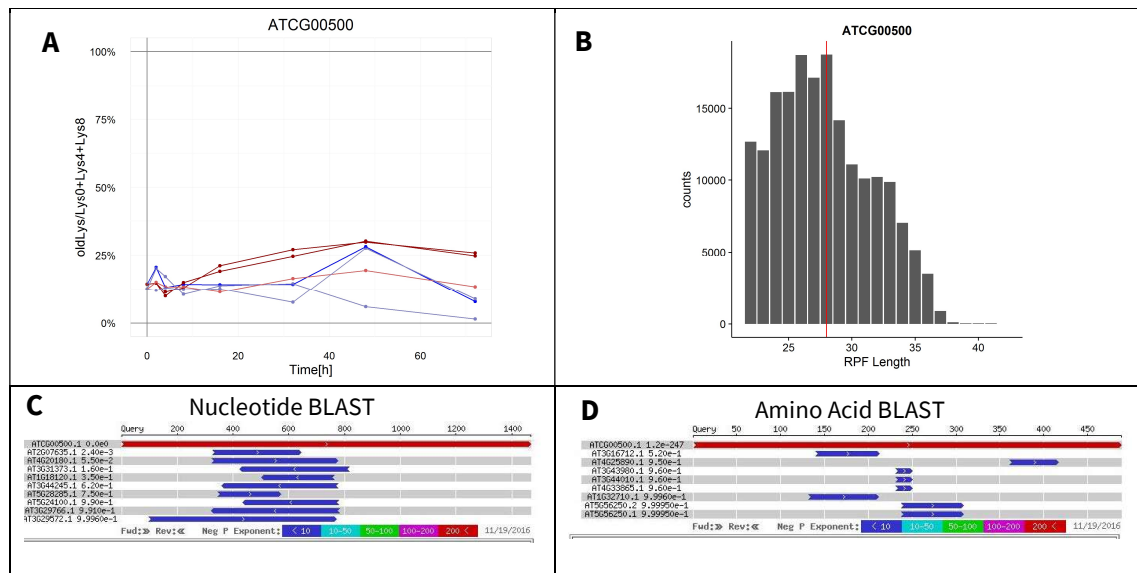 A
ATCG00500
100%
75%
50%
25%
0%
oldLys/Lys0+Lys4+Lys8
0 20 40 60
Time[h]
B
ATCG00500
15000
10000
5000
0
counts
25 30 35 40
RPF Length
C
Nucleotide BLAST
Query 200 400 600 800 1000 1200 1400
ATCG00500.1 0.0e0
AT2G07635.1 2.40e-3
AT4G20180.1 5.50e-2
AT3G31373.1 1.60e-1
AT1G18120.1 3.50e-1
AT3G44245.1 6.20e-1
AT5G28285.1 7.50e-1
AT5G24100.1 9.90e-1
AT3G29766.1 9.910e-1
AT3G29572.1 9.9960e-1
Fwd:» Rev:« Neg P Exponent: < 10 10-50 50-100 100-200 200 < 11/19/2016
D
Amino Acid BLAST
Query 50 100 150 200 250 300 350 400 450
ATCG00500.1 1.2e-247
AT3G16712.1 5.20e-1
AT4G25890.1 9.50e-1
AT3G43980.1 9.60e-1
AT3G44010.1 9.60e-1
AT4G33865.1 9.60e-1
AT1G32710.1 9.9960e-1
AT5G56250.2 9.99950e-1
AT5G56250.1 9.99950e-1
Fwd:» Rev:« Neg P Exponent: < 10 10-50 50-100 100-200 200 < 11/19/2016